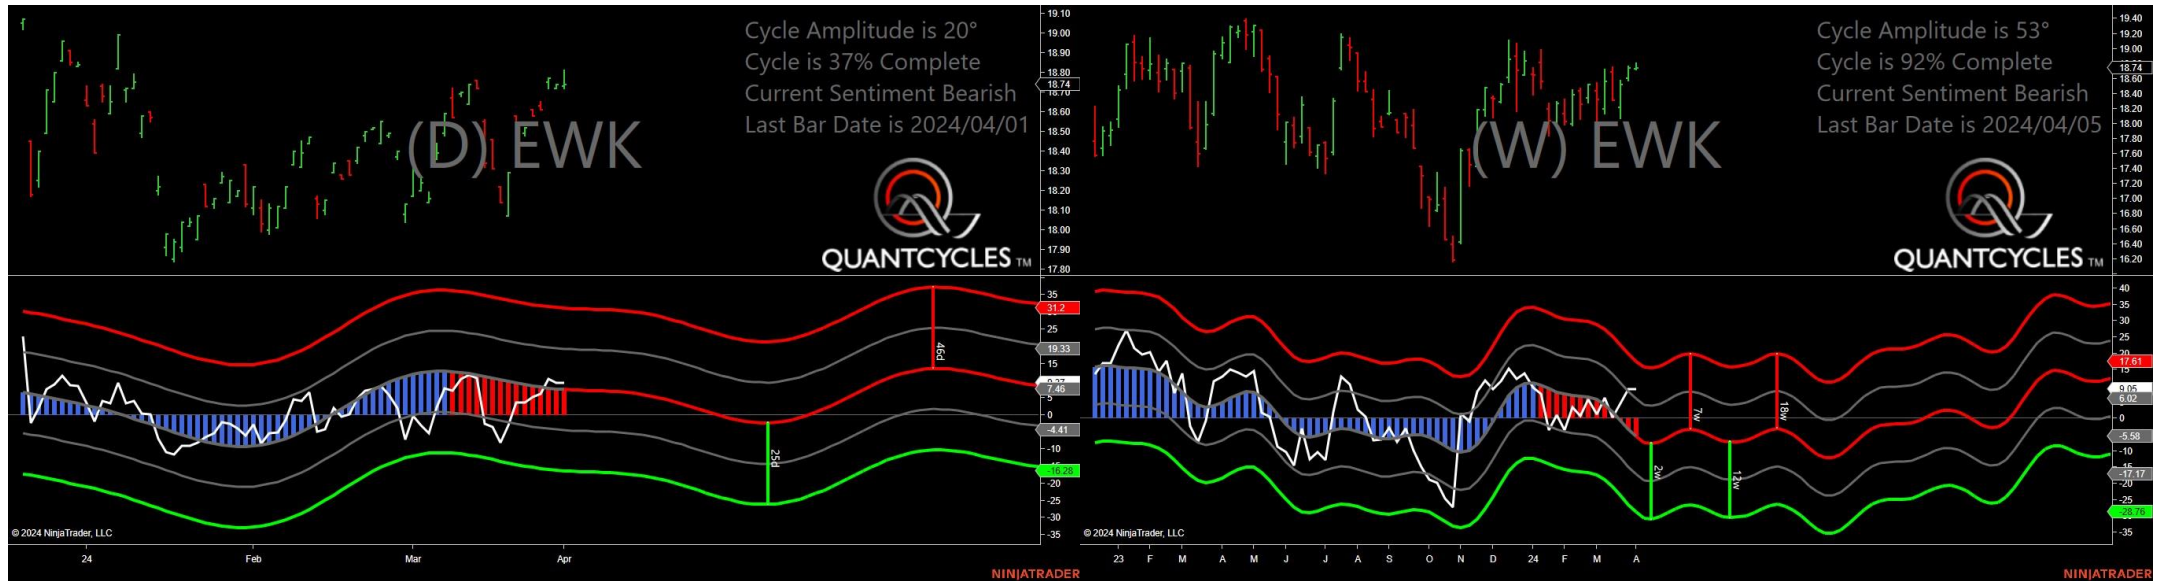 Cycle Amplitude is 20°
Cycle is 37% Complete
Current Sentiment Bearish
Last Bar Date is 2024/04/01
(D) EWK
QUANTCYCLES TM
19.10
19.00
18.90
18.80
18.74
18.70
18.60
18.50
18.40
18.30
18.20
18.10
18.00
17.90
17.80
35
31.2
25
19.33
15
7.46
5
0
-4.41
-10
-16.28
-20
-25
-30
-35
46d
25d
© 2024 NinjaTrader, LLC
24
Feb
Mar
Apr
NINJATRADER
Cycle Amplitude is 53°
Cycle is 92% Complete
Current Sentiment Bearish
Last Bar Date is 2024/04/05
(W) EWK
QUANTCYCLES TM
19.40
19.20
19.00
18.74
18.60
18.40
18.20
18.00
17.80
17.60
17.40
17.20
17.00
16.80
16.60
16.40
16.20
40
35
30
25
20
17.61
15
9.05
6.02
0
-5.58
-10
-17.17
-25
-28.76
-35
7w
18w
2w
12w
© 2024 NinjaTrader, LLC
23
F
M
A
M
J
J
A
S
O
N
D
24
F
M
A
NINJATRADER